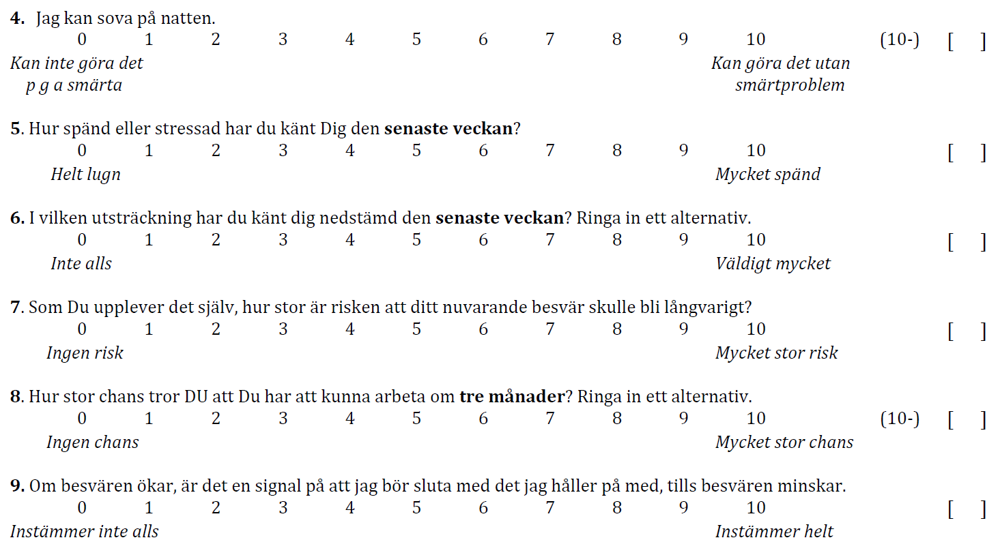 4. Jag kan sova på natten.
0 1 2 3 4 5 6 7 8 9 10 (10-) [ ]
Kan inte göra det Kan göra det utan
p g a smärta smärtproblem
5. Hur spänd eller stressad har du känt Dig den senaste veckan?
0 1 2 3 4 5 6 7 8 9 10 [ ]
Helt lugn Mycket spänd
6. I vilken utsträckning har du känt dig nedstämd den senaste veckan? Ringa in ett alternativ.
0 1 2 3 4 5 6 7 8 9 10 [ ]
Inte alls Väldigt mycket
7. Som Du upplever det själv, hur stor är risken att ditt nuvarande besvär skulle bli långvarigt?
0 1 2 3 4 5 6 7 8 9 10 [ ]
Ingen risk Mycket stor risk
8. Hur stor chans tror DU att Du har att kunna arbeta om tre månader? Ringa in ett alternativ.
0 1 2 3 4 5 6 7 8 9 10 (10-) [ ]
Ingen chans Mycket stor chans
9. Om besvären ökar, är det en signal på att jag bör sluta med det jag håller på med, tills besvären minskar.
0 1 2 3 4 5 6 7 8 9 10 [ ]
Instämmer inte alls Instämmer helt